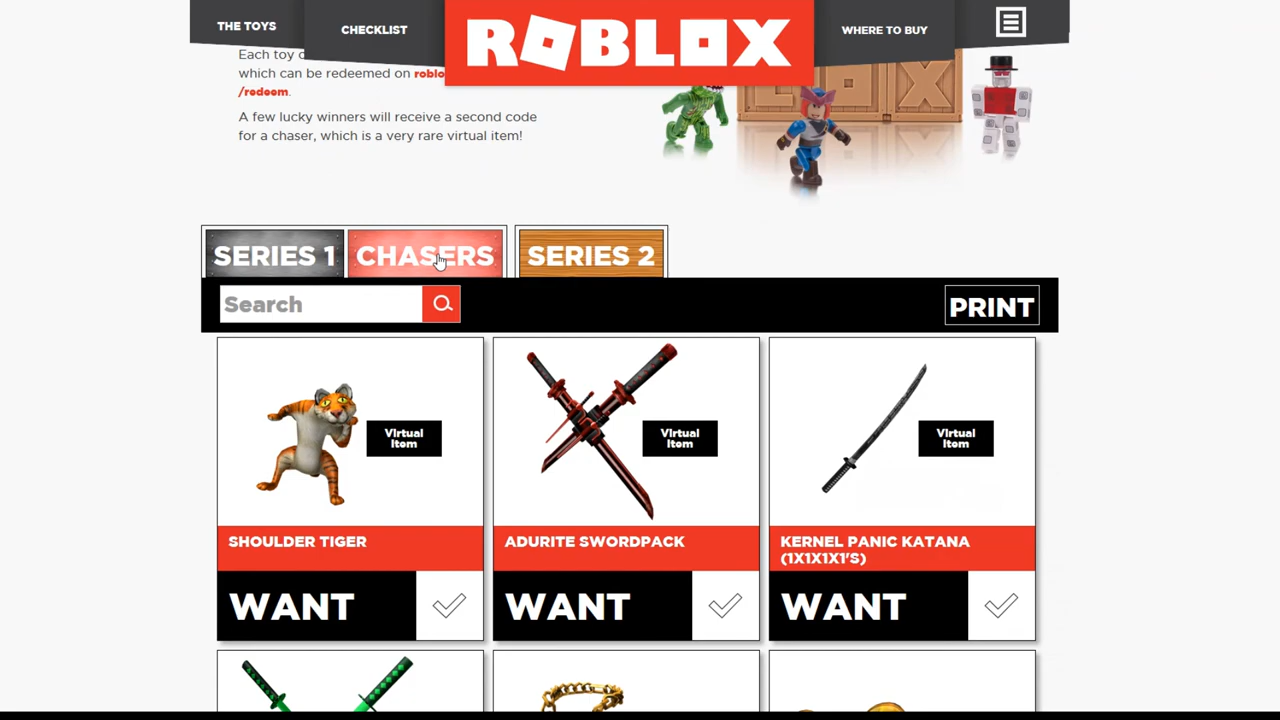 THE TOYS
CHECKLIST
ROBLOX
WHERE TO BUY
Each toy
which can be redeemed on roblo
/redeem.
A few lucky winners will receive a second code
for a chaser, which is a very rare virtual item!
SERIES 1
CHASERS
SERIES 2
Search
PRINT
Virtual
Item
Virtual
Item
Virtual
Item
SHOULDER TIGER
ADURITE SWORDPACK
KERNEL PANIC KATANA
(1X1X1X1'S)
WANT
WANT
WANT